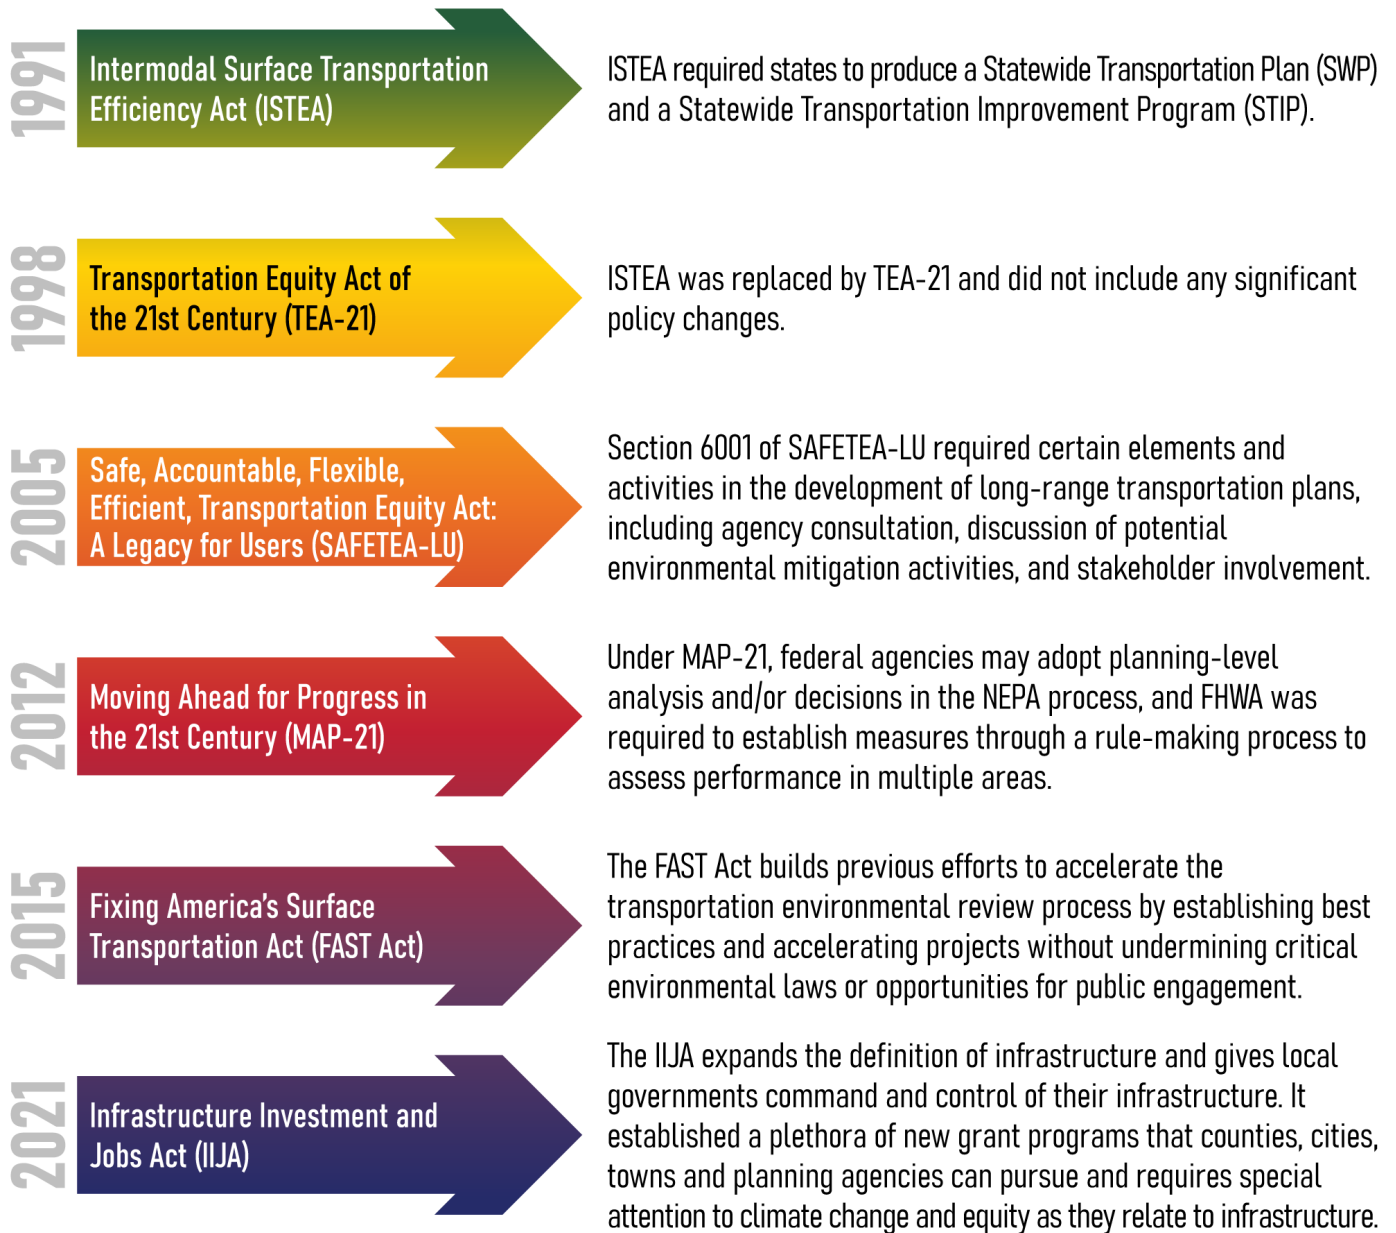 1991
Intermodal Surface Transportation
Efficiency Act (ISTEA)
ISTEA required states to produce a Statewide Transportation Plan (SWP)
and a Statewide Transportation Improvement Program (STIP).
1998
Transportation Equity Act of
the 21st Century (TEA-21)
ISTEA was replaced by TEA-21 and did not include any significant
policy changes.
2005
Safe, Accountable, Flexible,
Efficient, Transportation Equity Act:
A Legacy for Users (SAFETEA-LU)
Section 6001 of SAFETEA-LU required certain elements and
activities in the development of long-range transportation plans,
including agency consultation, discussion of potential
environmental mitigation activities, and stakeholder involvement.
2012
Moving Ahead for Progress in
the 21st Century (MAP-21)
Under MAP-21, federal agencies may adopt planning-level
analysis and/or decisions in the NEPA process, and FHWA was
required to establish measures through a rule-making process to
assess performance in multiple areas.
2015
Fixing America’s Surface
Transportation Act (FAST Act)
The FAST Act builds previous efforts to accelerate the
transportation environmental review process by establishing best
practices and accelerating projects without undermining critical
environmental laws or opportunities for public engagement.
2021
Infrastructure Investment and
Jobs Act (IIJA)
The IIJA expands the definition of infrastructure and gives local
governments command and control of their infrastructure. It
established a plethora of new grant programs that counties, cities,
towns and planning agencies can pursue and requires special
attention to climate change and equity as they relate to infrastructure.